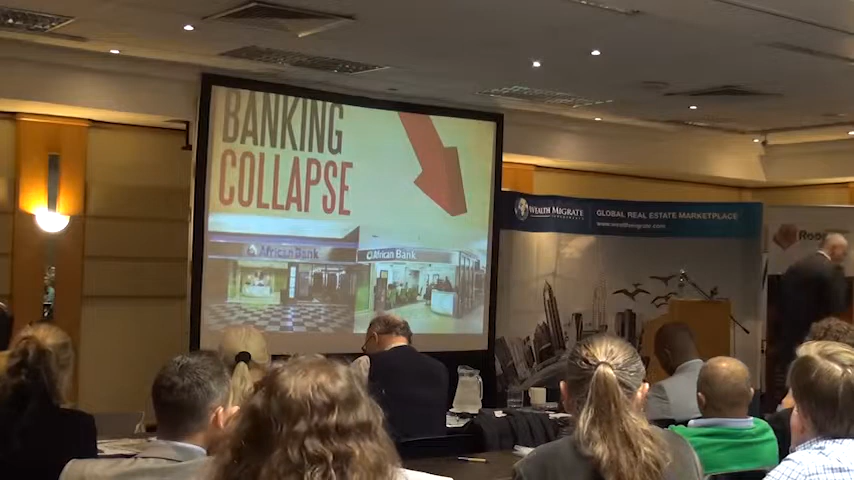 BANKING
COLLAPSE
African Bank
African Bank
WEALTH MIGRATE
GLOBAL REAL ESTATE MARKETPLACE
www.wealthmigrate.com